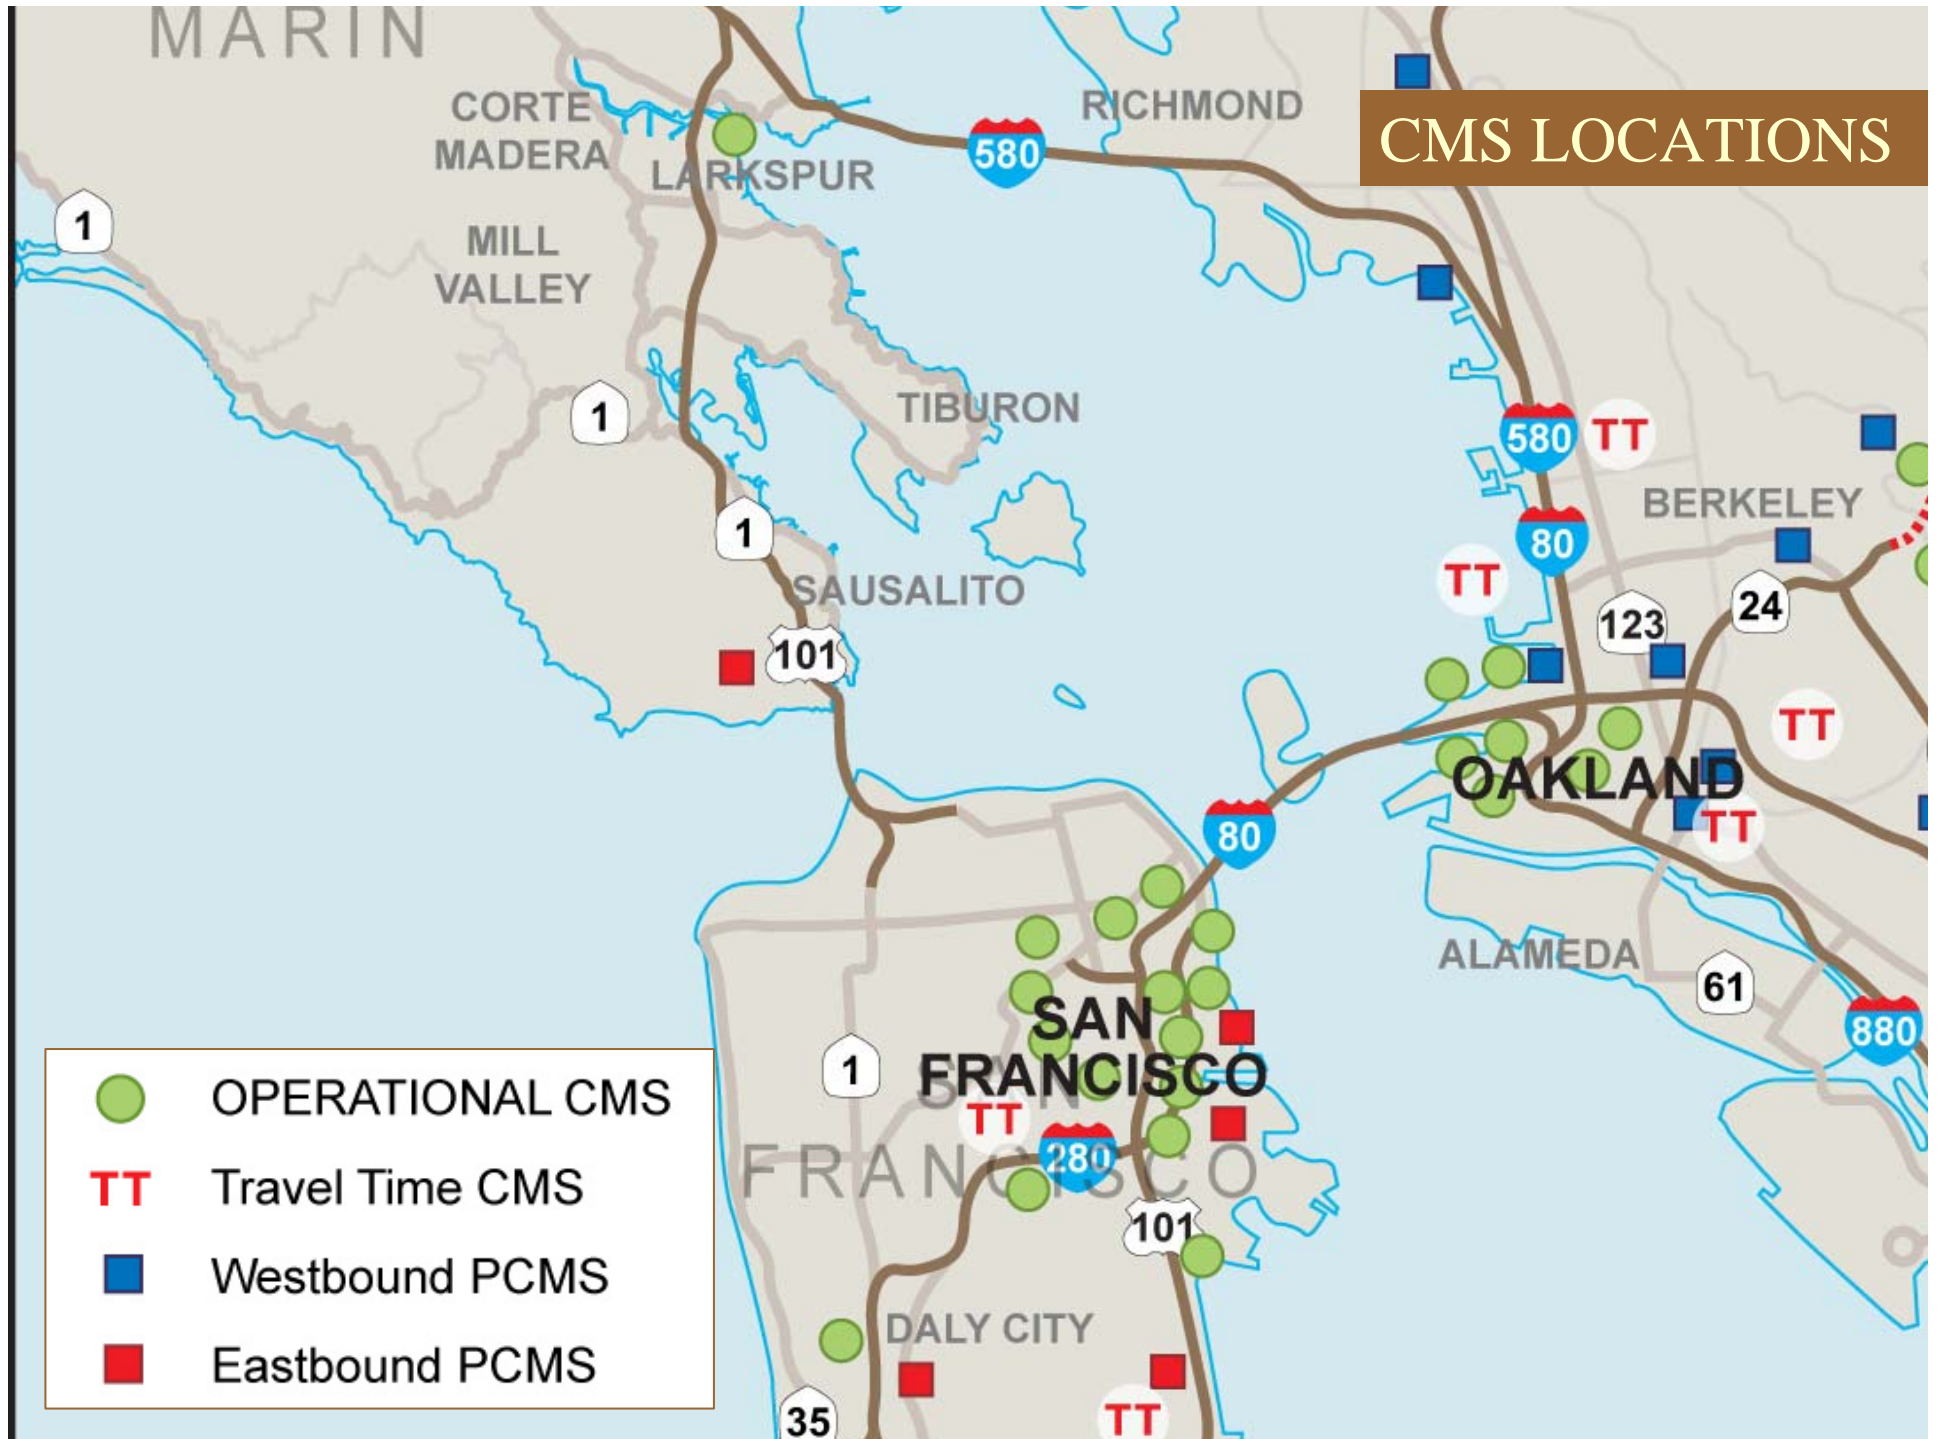 MARIN
CORTE
MADERA
LARKSPUR
RICHMOND
CMS LOCATIONS
580
1
MILL
VALLEY
1
TIBURON
580
TT
BERKELEY
1
80
TT
SAUSALITO
123
24
101
TT
OAKLAND
80
TT
ALAMEDA
61
SAN
FRANCISCO
880
1
SAN
TT
280
FRANCISCO
101
DALY CITY
35
TT
OPERATIONAL CMS
TT Travel Time CMS
Westbound PCMS
Eastbound PCMS